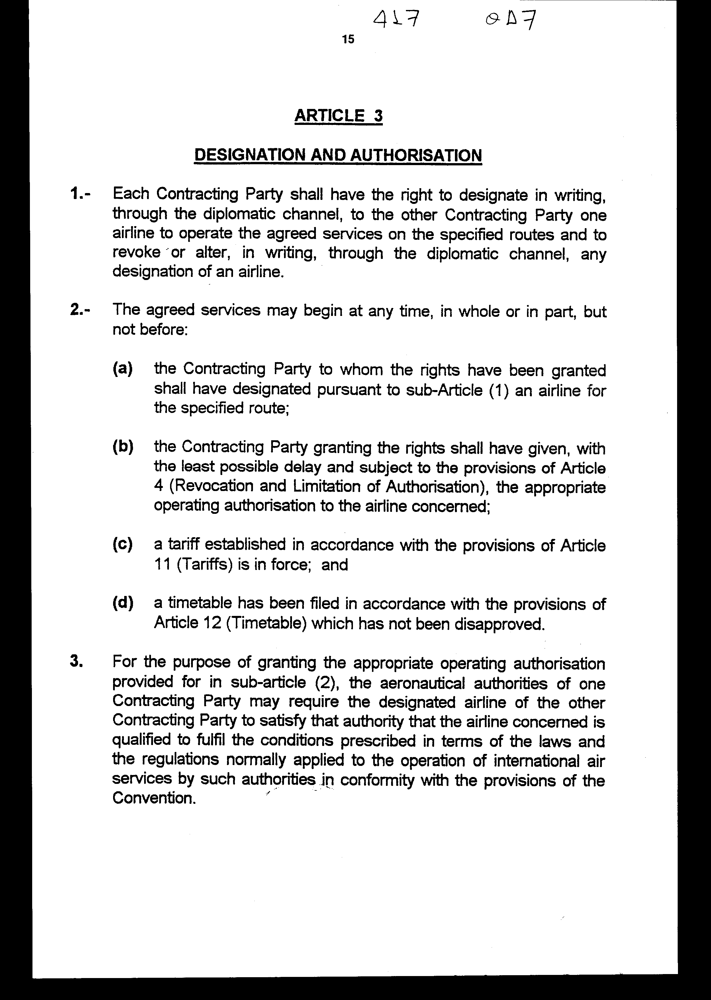 417
15
ARTICLE 3
DESIGNATION AND AUTHORISATION
1.- Each Contracting Party shall have the right to designate in writing,
through the diplomatic channel, to the other Contracting Party one
airline to operate the agreed services on the specified routes and to
revoke or alter, in writing, through the diplomatic channel, any
designation of an airline.
2.- The agreed services may begin at any time, in whole or in part, but
not before:
(a) the Contracting Party to whom the rights have been granted
shall have designated pursuant to sub-Article (1) an airline for
the specified route;
(b) the Contracting Party granting the rights shall have given, with
the least possible delay and subject to the provisions of Article
4 (Revocation and Limitation of Authorisation), the appropriate
operating authorisation to the airline concerned;
(c) a tariff established in accordance with the provisions of Article
11 (Tariffs) is in force; and
(d) a timetable has been filed in accordance with the provisions of
Article 12 (Timetable) which has not been disapproved.
3. For the purpose of granting the appropriate operating authorisation
provided for in sub-article (2), the aeronautical authorities of one
Contracting Party may require the designated airline of the other
Contracting Party to satisfy that authority that the airline concerned is
qualified to fulfil the conditions prescribed in terms of the laws and
the regulations normally applied to the operation of international air
services by such authorities in conformity with the provisions of the
Convention.